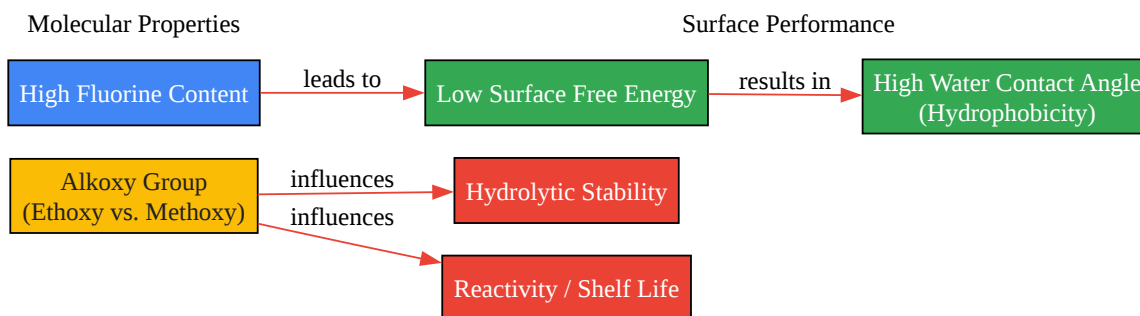 Molecular Properties
Surface Performance
High Fluorine Content
leads to
Low Surface Free Energy
results in
High Water Contact Angle
(Hydrophobicity)
Alkoxy Group
(Ethoxy vs. Methoxy)
influences
Hydrolytic Stability
influences
Reactivity / Shelf Life